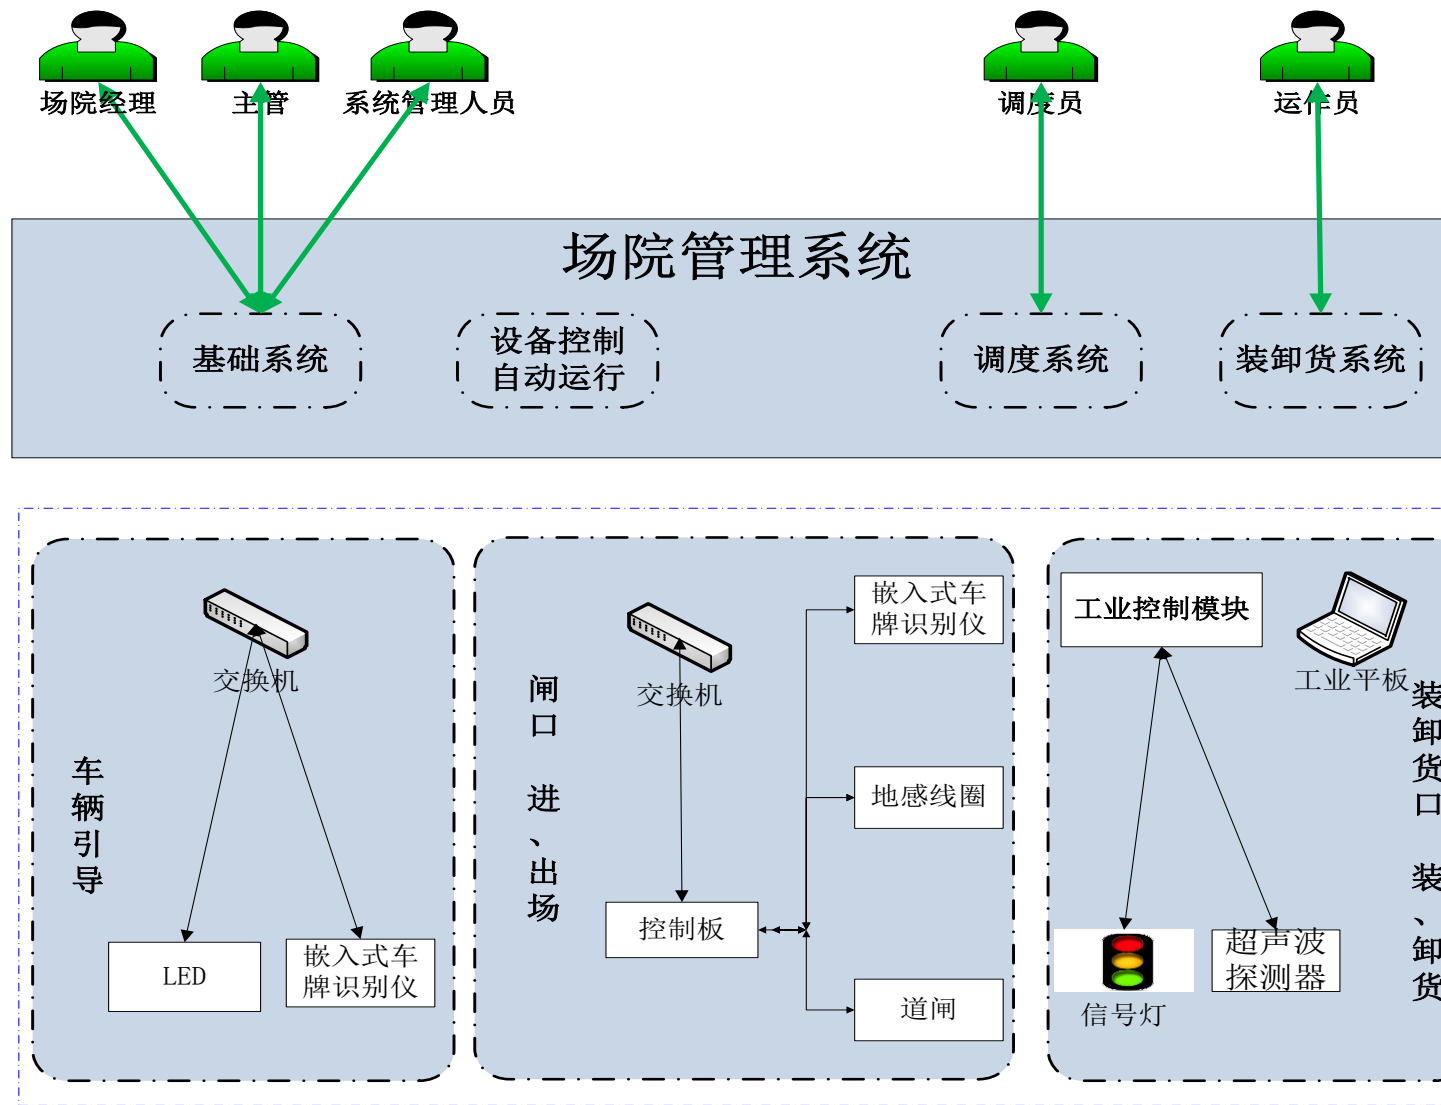 场院经理
主管
系统管理人员
调度员
运作员
场院管理系统
基础系统
设备控制
自动运行
调度系统
装卸货系统
交换机
车辆引导
LED
嵌入式车
牌识别仪
闸口 进、出场
交换机
控制板
嵌入式车
牌识别仪
地感线圈
道闸
工业控制模块
工业平板
信号灯
超声波
探测器
装卸货口 装、卸货